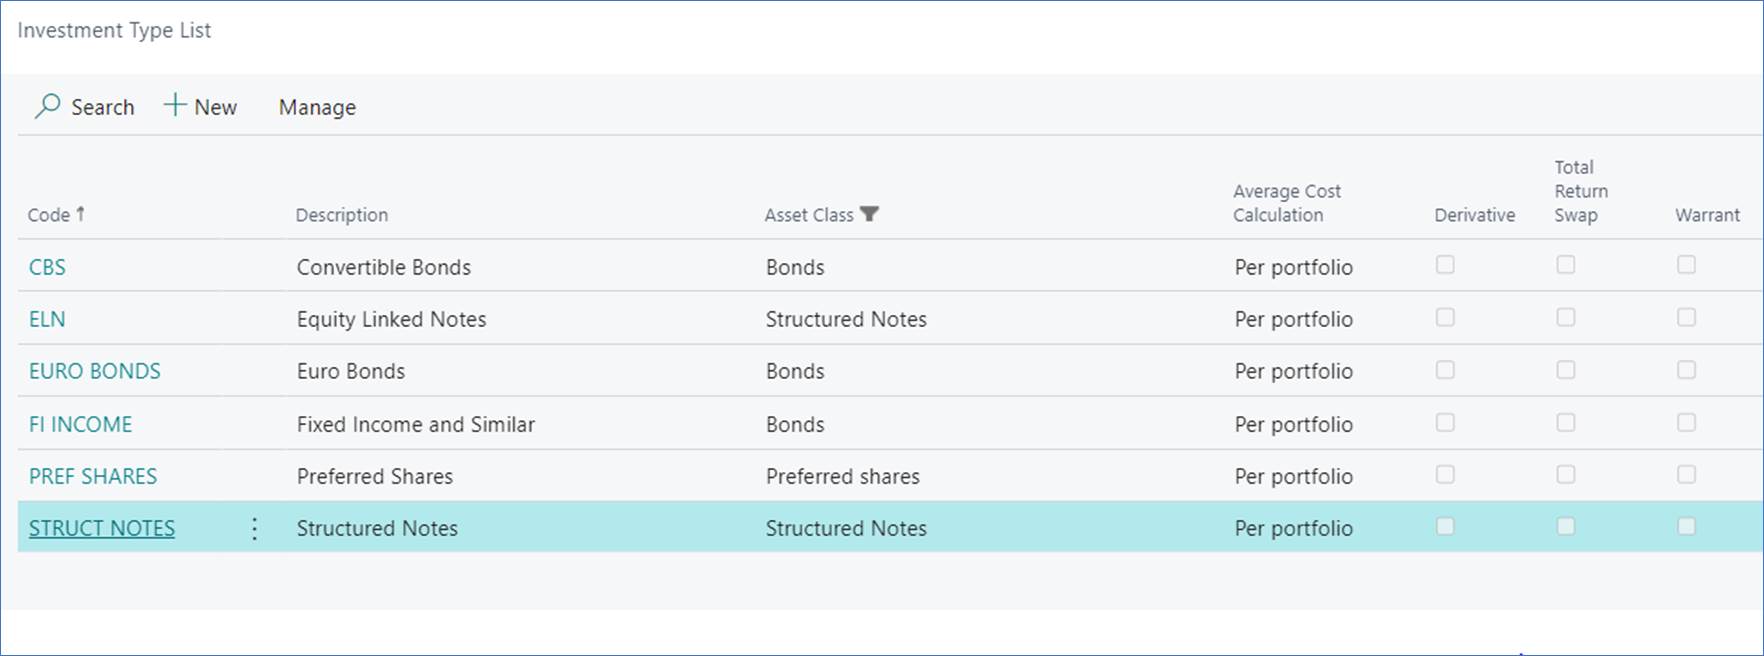 Investment Type List
Search New Manage
Code ↑ Description Asset Class Average Cost Calculation Derivative Total Return Swap Warrant
CBS Convertible Bonds Bonds Per portfolio
ELN Equity Linked Notes Structured Notes Per portfolio
EURO BONDS Euro Bonds Bonds Per portfolio
FI INCOME Fixed Income and Similar Bonds Per portfolio
PREF SHARES Preferred Shares Preferred shares Per portfolio
STRUCT NOTES Structured Notes Structured Notes Per portfolio